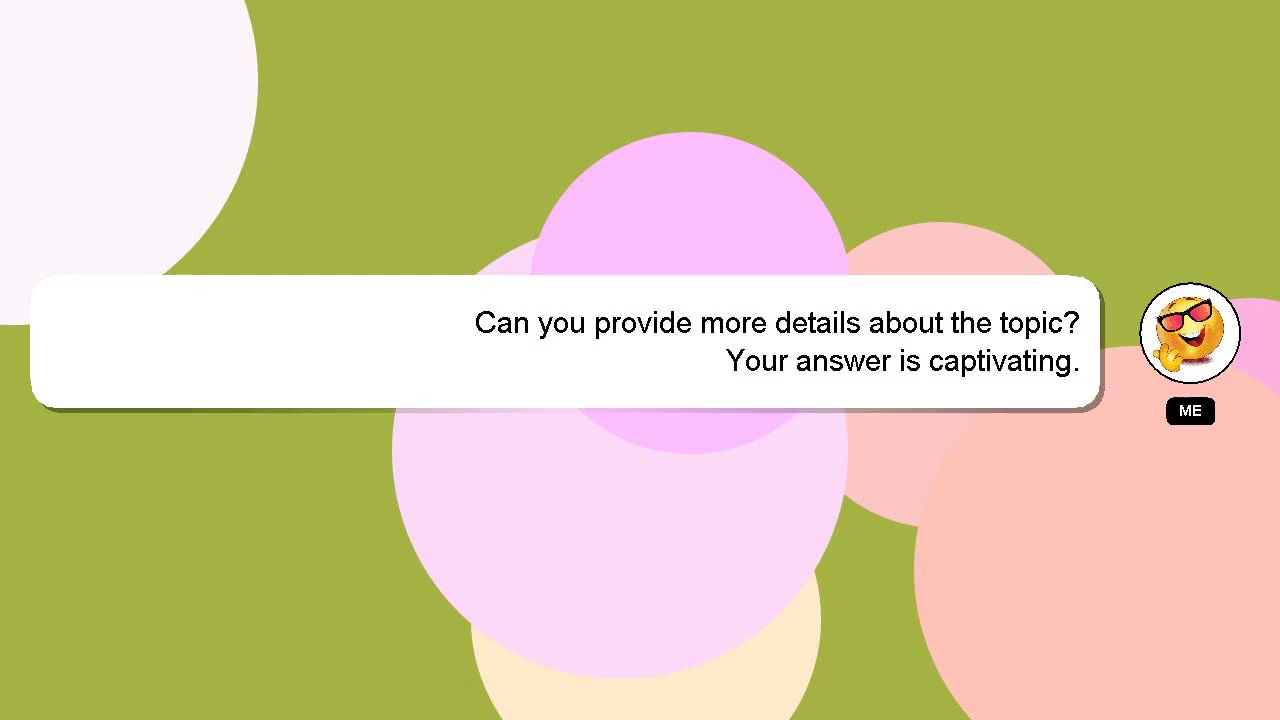 Can you provide more details about the topic?
Your answer is captivating.
ME